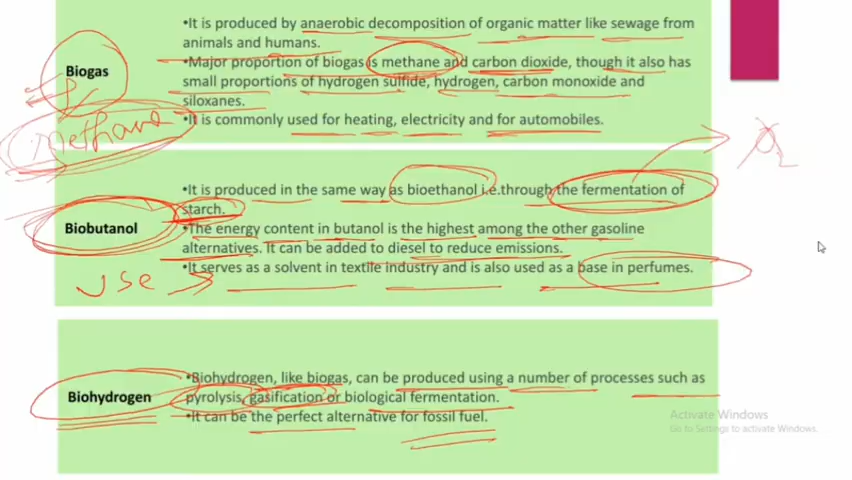 Biogas
•It is produced by anaerobic decomposition of organic matter like sewage from
animals and humans.
•Major proportion of biogas is methane and carbon dioxide, though it also has
small proportions of hydrogen sulfide, hydrogen, carbon monoxide and
siloxanes.
•It is commonly used for heating, electricity and for automobiles.
Methane
Biobutanol
•It is produced in the same way as bioethanol i.e.through the fermentation of
starch.
•The energy content in butanol is the highest among the other gasoline
alternatives. It can be added to diesel to reduce emissions.
•It serves as a solvent in textile industry and is also used as a base in perfumes.
Use
Biohydrogen
•Biohydrogen, like biogas, can be produced using a number of processes such as
pyrolysis, gasification or biological fermentation.
•It can be the perfect alternative for fossil fuel.
Activate Windows
Go to Settings to activate Windows.